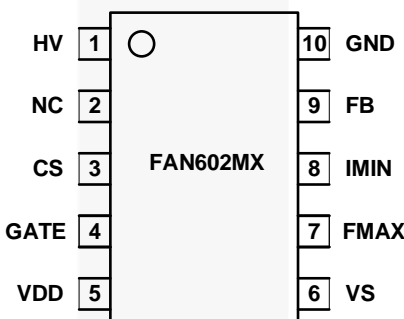 HV 1 10 GND
NC 2 9 FB
CS 3 FAN602MX 8 IMIN
GATE 4 7 FMAX
VDD 5 6 VS